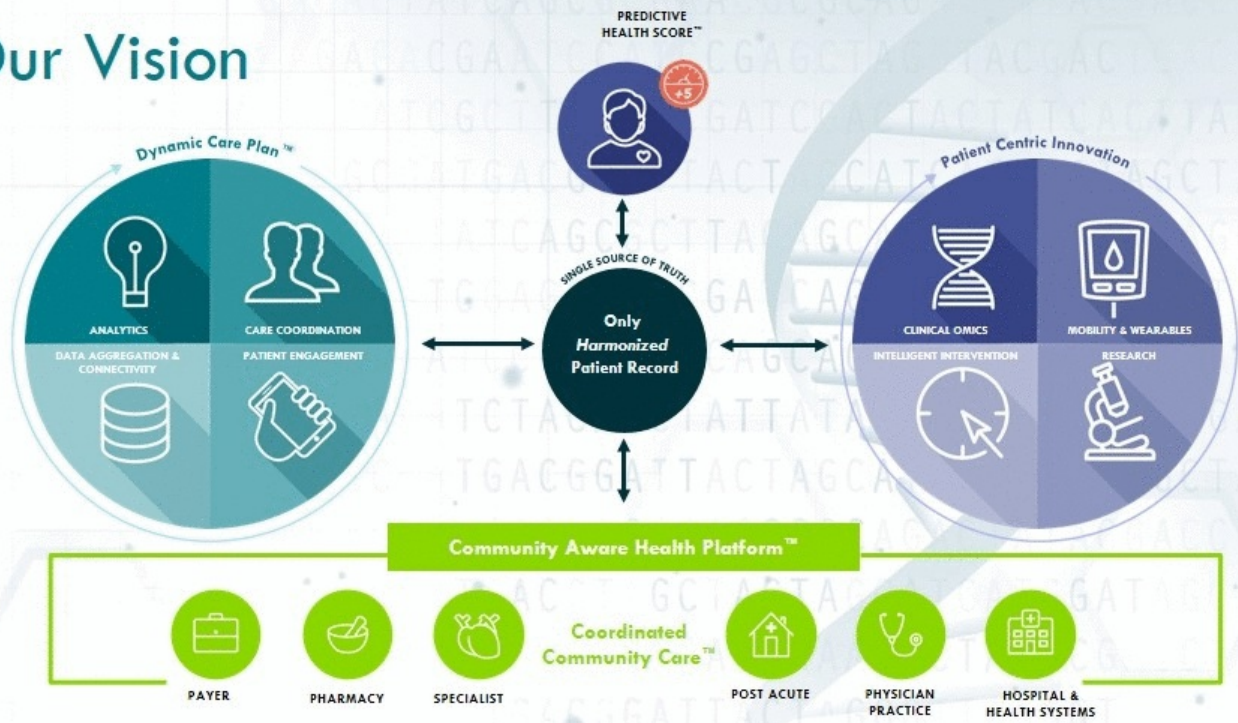 ur Vision
PREDICTIVE
HEALTH SCORE™
+5
Dynamic Care Plan™
ANALYTICS
CARE COORDINATION
DATA AGGREGATION &
CONNECTIVITY
PATIENT ENGAGEMENT
SINGLE SOURCE OF TRUTH
Only
Harmonized
Patient Record
Patient Centric Innovation
CLINICAL OMICS
MOBILITY & WEARABLES
INTELLIGENT INTERVENTION
RESEARCH
Community Aware Health Platform™
Coordinated
Community Care™
PAYER
PHARMACY
SPECIALIST
POST ACUTE
PHYSICIAN
PRACTICE
HOSPITAL &
HEALTH SYSTEMS